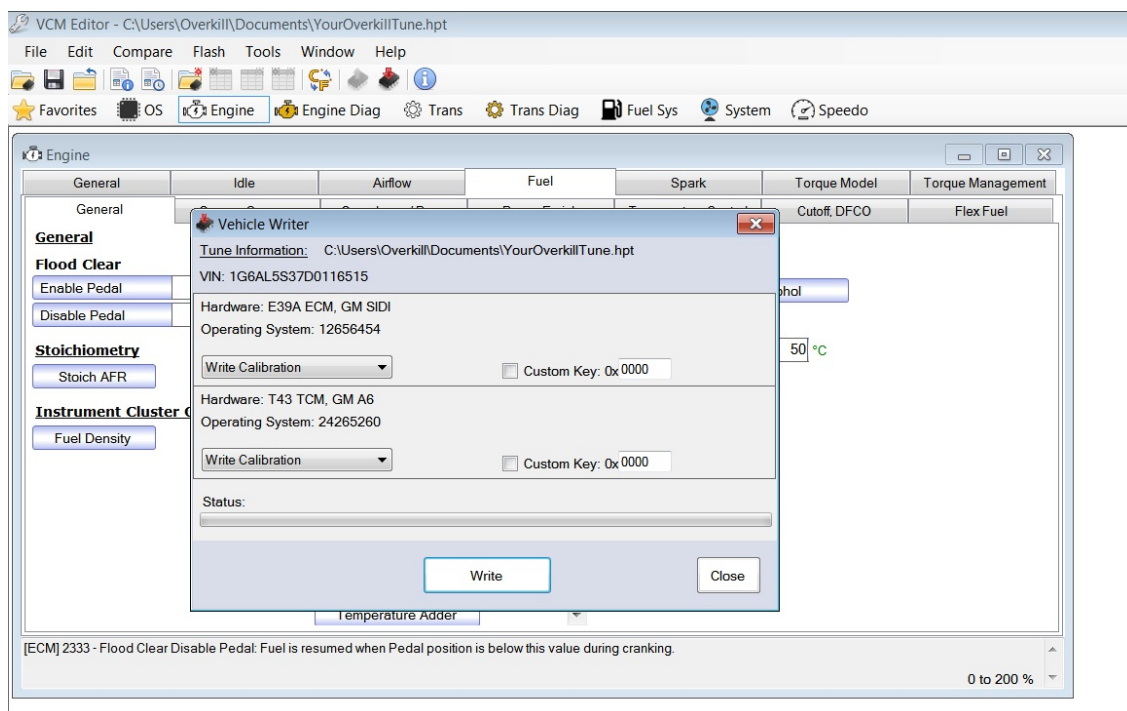 VCM Editor - C:\Users\Overkill\Documents\YourOverkillTune.hpt
File Edit Compare Flash Tools Window Help
Favorites OS Engine Engine Diag Trans Trans Diag Fuel Sys System Speedo
Engine
General Idle Airflow Fuel Spark Torque Model Torque Management
General Cutoff, DFCO Flex Fuel
General
Flood Clear
Enable Pedal
Disable Pedal
Stoichiometry
Stoich AFR
Instrument Cluster
Fuel Density
50 °C
Vehicle Writer
Tune Information: C:\Users\Overkill\Documents\YourOverkillTune.hpt
VIN: 1G6AL5S37D0116515
Hardware: E39A ECM, GM SIDI
Operating System: 12656454
Write Calibration Custom Key: 0x 0000
Hardware: T43 TCM, GM A6
Operating System: 24265260
Write Calibration Custom Key: 0x 0000
Status:
Write Close
Temperature Adder
[ECM] 2333 - Flood Clear Disable Pedal: Fuel is resumed when Pedal position is below this value during cranking.
0 to 200 %